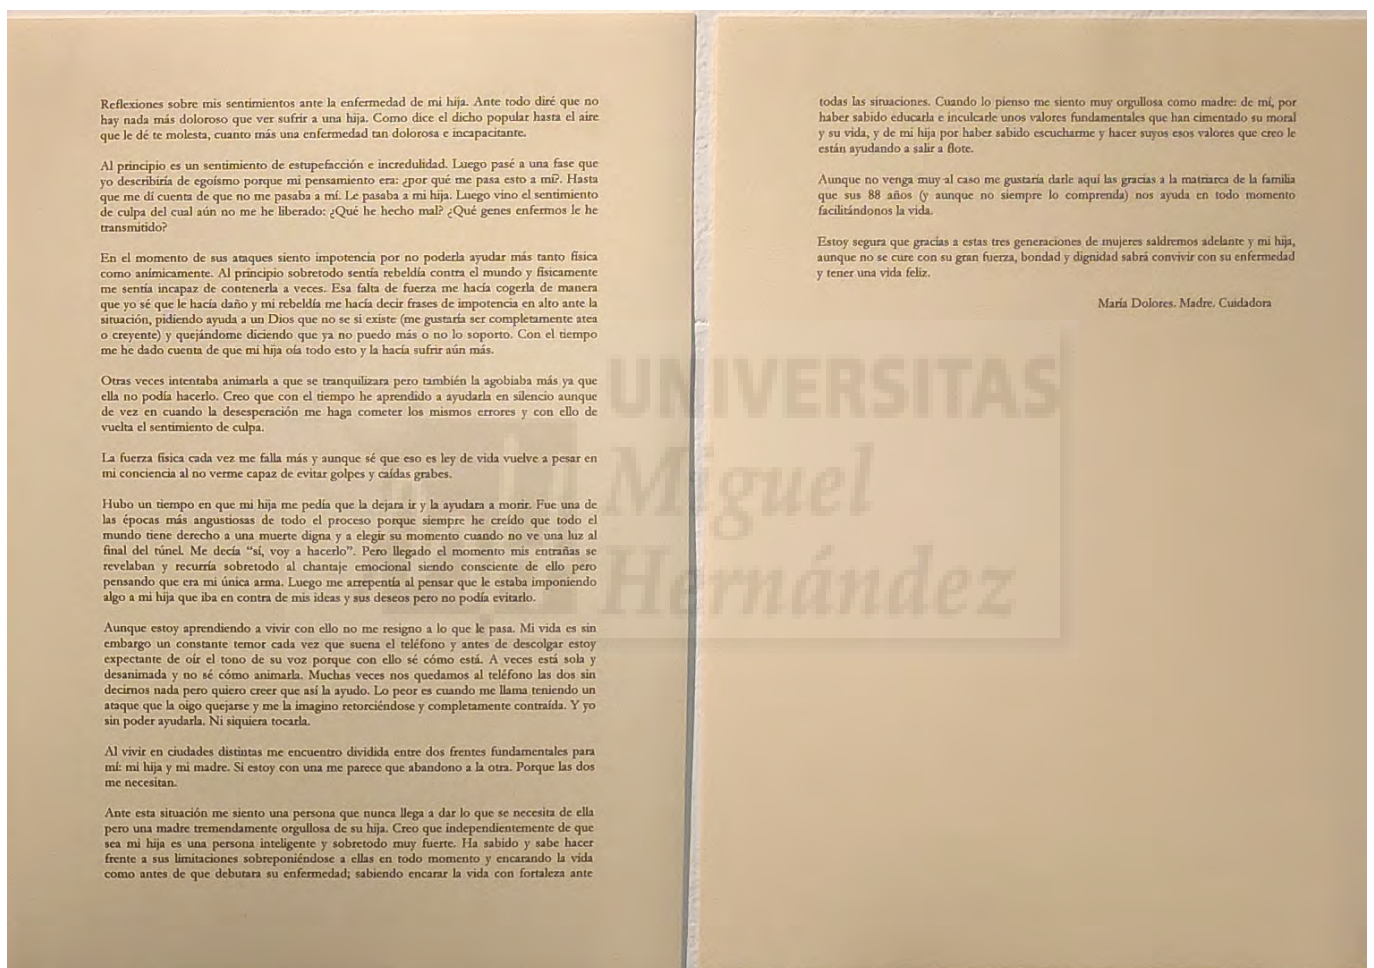 Reflexiones sobre mis sentimientos ante la enfermedad de mi hija. Ante todo diré que no
hay nada más doloroso que ver sufrir a una hija. Como dice el dicho popular hasta el aire
que le dé te molesta, cuanto más una enfermedad tan dolorosa e incapacitante.
Al principio es un sentimiento de estupefacción e incredulidad. Luego pasé a una fase que
yo describiría de egoísmo porque mi pensamiento era: ¿por qué me pasa esto a mí?. Hasta
que me dí cuenta de que no me pasaba a mí. Le pasaba a mi hija. Luego vino el sentimiento
de culpa del cual aún no me he liberado: ¿Qué he hecho mal? ¿Qué genes enfermos le he
transmitido?
En el momento de sus ataques siento impotencia por no poderla ayudar más tanto física
como anímicamente. Al principio sobretodo sentía rebeldía contra el mundo y físicamente
me sentía incapaz de contenerla a veces. Esa falta de fuerza me hacía cogerla de manera
que yo sé que le hacía daño y mi rebeldía me hacía decir frases de impotencia en alto ante la
situación, pidiendo ayuda a un Dios que no se si existe (me gustaría ser completamente atea
o creyente) y quejándome diciendo que ya no puedo más o no lo soporto. Con el tiempo
me he dado cuenta de que mi hija oía todo esto y la hacía sufrir aún más.
Otras veces intentaba animarla a que se tranquilizara pero también la agobiaba más ya que
ella no podía hacerlo. Creo que con el tiempo he aprendido a ayudarla en silencio aunque
de vez en cuando la desesperación me haga cometer los mismos errores y con ello de
vuelta el sentimiento de culpa.
La fuerza física cada vez me falla más y aunque sé que eso es ley de vida vuelve a pesar en
mi conciencia al no verme capaz de evitar golpes y caídas grabes.
Hubo un tiempo en que mi hija me pedía que la dejara ir y la ayudara a morir. Fue una de
las épocas más angustiosas de todo el proceso porque siempre he creído que todo el
mundo tiene derecho a una muerte digna y a elegir su momento cuando no ve una luz al
final del túnel. Me decía “sí, voy a hacerlo”. Pero llegado el momento mis entrañas se
revelaban y recurría sobretodo al chantaje emocional siendo consciente de ello pero
pensando que era mi única arma. Luego me arrepentía al pensar que le estaba imponiendo
algo a mi hija que iba en contra de mis ideas y sus deseos pero no podía evitarlo.
Aunque estoy aprendiendo a vivir con ello no me resigno a lo que le pasa. Mi vida es sin
embargo un constante temor cada vez que suena el teléfono y antes de descolgar estoy
expectante de oír el tono de su voz porque con ello sé cómo está. A veces está sola y
desanimada y no sé cómo animarla. Muchas veces nos quedamos al teléfono las dos sin
decirnos nada pero quiero creer que así la ayudo. Lo peor es cuando me llama teniendo un
ataque que la oigo quejarse y me la imagino retorciéndose y completamente contraída. Y yo
sin poder ayudarla. Ni siquiera tocarla.
Al vivir en ciudades distintas me encuentro dividida entre dos frentes fundamentales para
mí: mi hija y mi madre. Si estoy con una me parece que abandono a la otra. Porque las dos
me necesitan.
Ante esta situación me siento una persona que nunca llega a dar lo que se necesita de ella
pero una madre tremendamente orgullosa de su hija. Creo que independientemente de que
sea mi hija es una persona inteligente y sobretodo muy fuerte. Ha sabido y sabe hacer
frente a sus limitaciones sobreponiéndose a ellas en todo momento y encarando la vida
como antes de que debutara su enfermedad; sabiendo encarar la vida con fortaleza ante
todas las situaciones. Cuando lo pienso me siento muy orgullosa como madre: de mí, por
haber sabido educarla e inculcarle unos valores fundamentales que han cimentado su moral
y su vida, y de mi hija por haber sabido escucharme y hacer suyos esos valores que creo le
están ayudando a salir a flote.
Aunque no venga muy al caso me gustaría darle aquí las gracias a la matriarca de la familia
que sus 88 años (y aunque no siempre lo comprenda) nos ayuda en todo momento
facilitándonos la vida.
Estoy segura que gracias a estas tres generaciones de mujeres saldremos adelante y mi hija,
aunque no se cure con su gran fuerza, bondad y dignidad sabrá convivir con su enfermedad
y tener una vida feliz.
María Dolores. Madre. Cuidadora
UNIVERSITAS
Miguel
Hernández